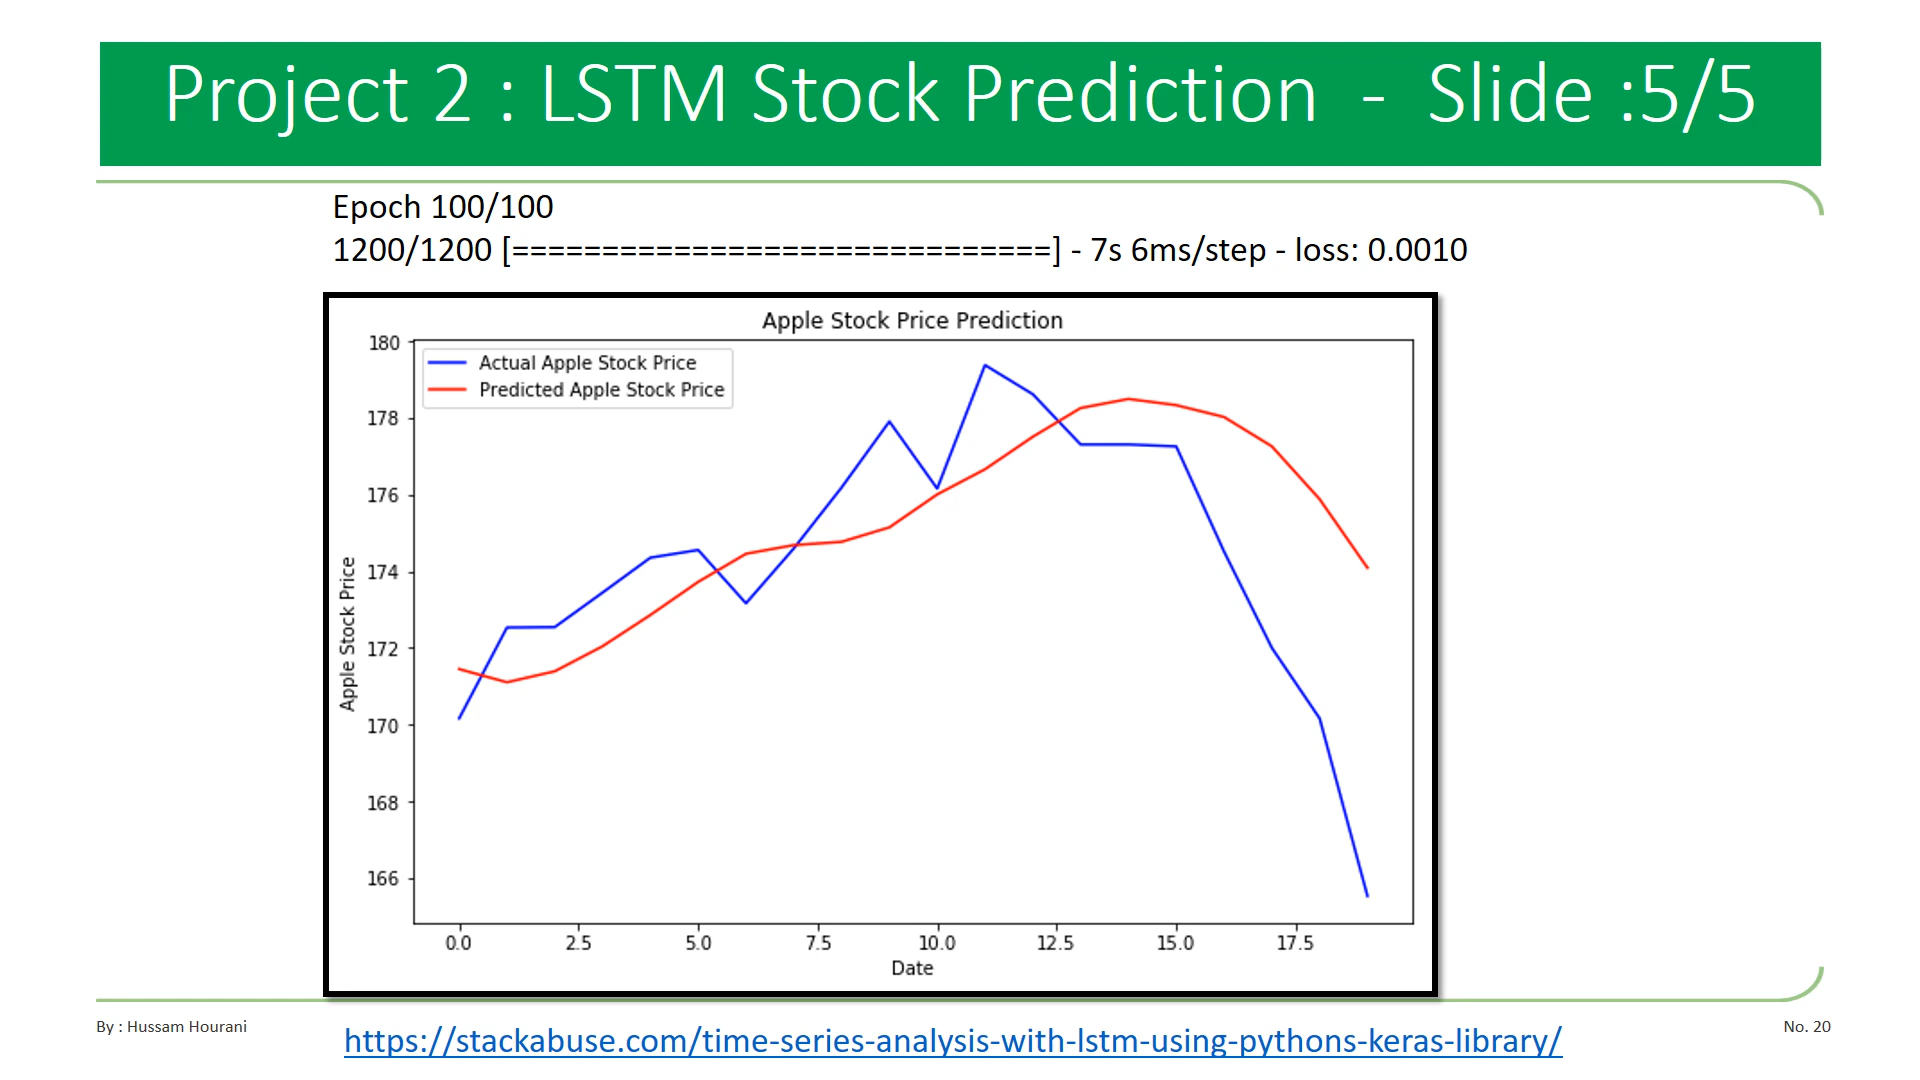 Project 2 : LSTM Stock Prediction  -  Slide :5/5
Epoch 100/100
1200/1200 [==============================] - 7s 6ms/step - loss: 0.0010
Apple Stock Price Prediction
Actual Apple Stock Price
Predicted Apple Stock Price
Apple Stock Price
180
178
176
174
172
170
168
166
0.0 2.5 5.0 7.5 10.0 12.5 15.0 17.5
Date
By : Hussam Hourani
https://stackabuse.com/time-series-analysis-with-lstm-using-pythons-keras-library/
No. 20